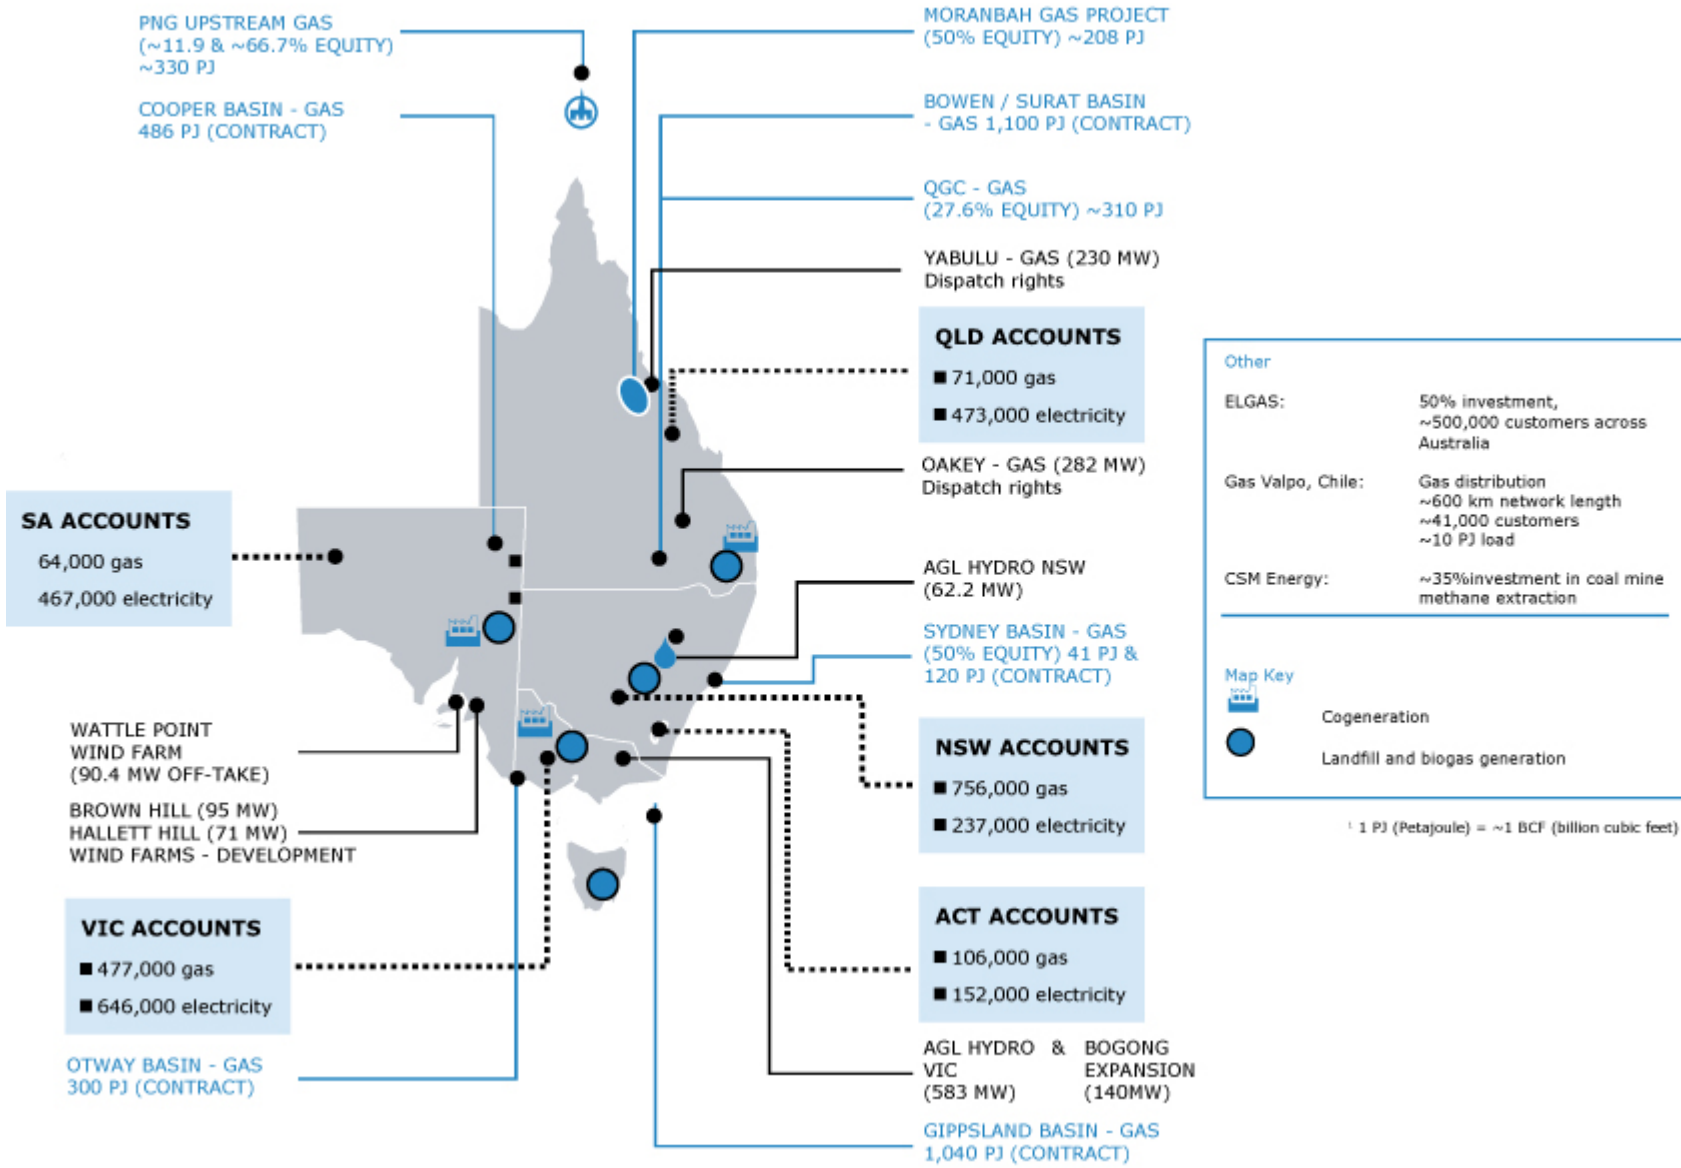 PNG UPSTREAM GAS
(~11.9 & ~66.7% EQUITY)
~330 PJ
COOPER BASIN - GAS
486 PJ (CONTRACT)
MORANBAH GAS PROJECT
(50% EQUITY) ~208 PJ
BOWEN / SURAT BASIN
- GAS 1,100 PJ (CONTRACT)
QGC - GAS
(27.6% EQUITY) ~310 PJ
YABULU - GAS (230 MW)
Dispatch rights
QLD ACCOUNTS
■ 71,000 gas
■ 473,000 electricity
OAKEY - GAS (282 MW)
Dispatch rights
SA ACCOUNTS
64,000 gas
467,000 electricity
AGL HYDRO NSW
(62.2 MW)
SYDNEY BASIN - GAS
(50% EQUITY) 41 PJ &
120 PJ (CONTRACT)
WATTLE POINT
WIND FARM
(90.4 MW OFF-TAKE)
BROWN HILL (95 MW)
HALLETT HILL (71 MW)
WIND FARMS - DEVELOPMENT
NSW ACCOUNTS
■ 756,000 gas
■ 237,000 electricity
VIC ACCOUNTS
■ 477,000 gas
■ 646,000 electricity
ACT ACCOUNTS
■ 106,000 gas
■ 152,000 electricity
OTWAY BASIN - GAS
300 PJ (CONTRACT)
AGL HYDRO & BOGONG
VIC EXPANSION
(583 MW) (140MW)
GIPPSLAND BASIN - GAS
1,040 PJ (CONTRACT)
Other
ELGAS: 50% investment,
~500,000 customers across
Australia
Gas Valpo, Chile: Gas distribution
~600 km network length
~41,000 customers
~10 PJ load
CSM Energy: ~35%investment in coal mine
methane extraction
Map Key
Cogeneration
Landfill and biogas generation
¹ 1 PJ (Petajoule) = ~1 BCF (billion cubic feet)